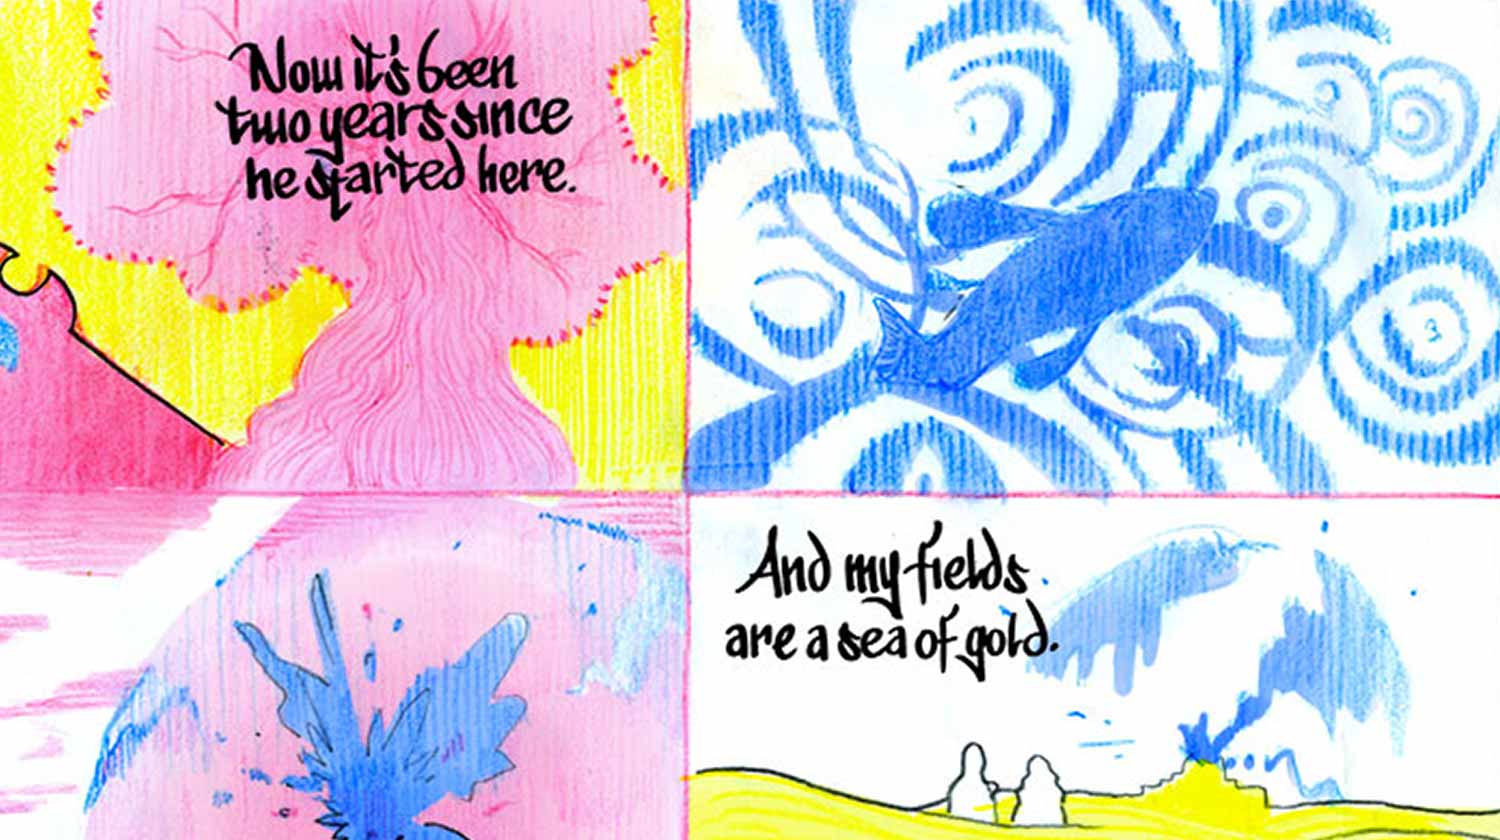 Now it's been
two years since
he started here.
And my fields
are a sea of gold.